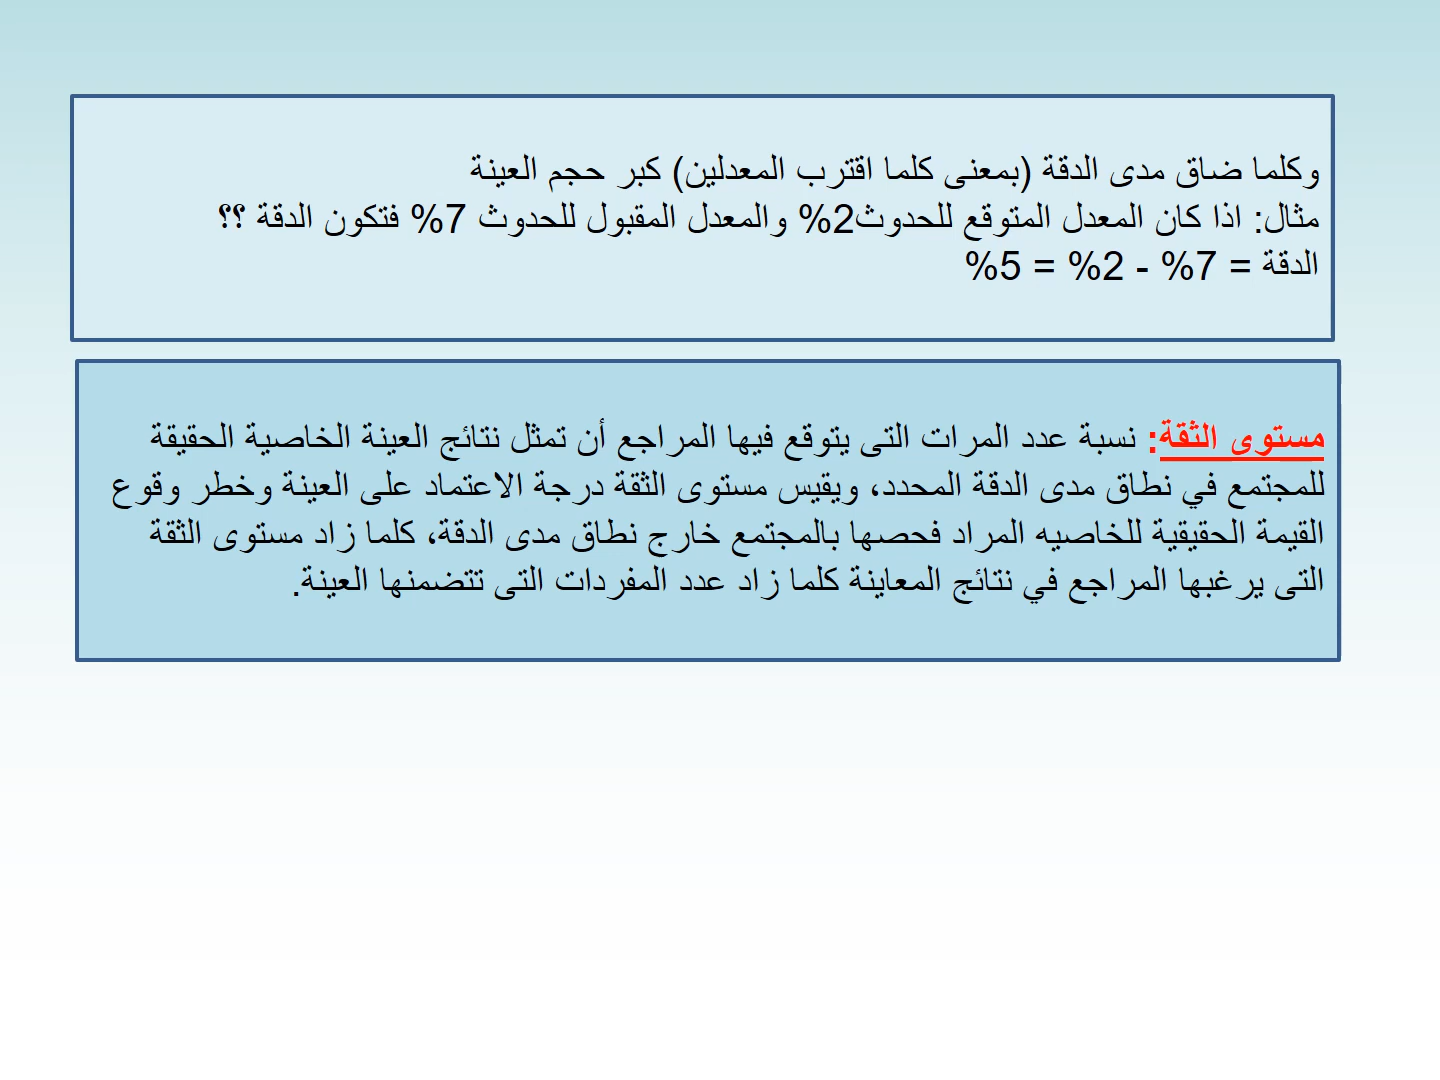 وكلما ضاق مدى الدقة (بمعنى كلما اقترب المعدلين) كبر حجم العينة
مثال: اذا كان المعدل المتوقع للحدوث2% والمعدل المقبول للحدوث 7% فتكون الدقة ؟؟
الدقة = 7% - 2% = 5%
مستوى الثقة: نسبة عدد المرات التى يتوقع فيها المراجع أن تمثل نتائج العينة الخاصية الحقيقة
للمجتمع في نطاق مدى الدقة المحدد، ويقيس مستوى الثقة درجة الاعتماد على العينة وخطر وقوع
القيمة الحقيقية للخاصيه المراد فحصها بالمجتمع خارج نطاق مدى الدقة، كلما زاد مستوى الثقة
التى يرغبها المراجع في نتائج المعاينة كلما زاد عدد المفردات التى تتضمنها العينة.